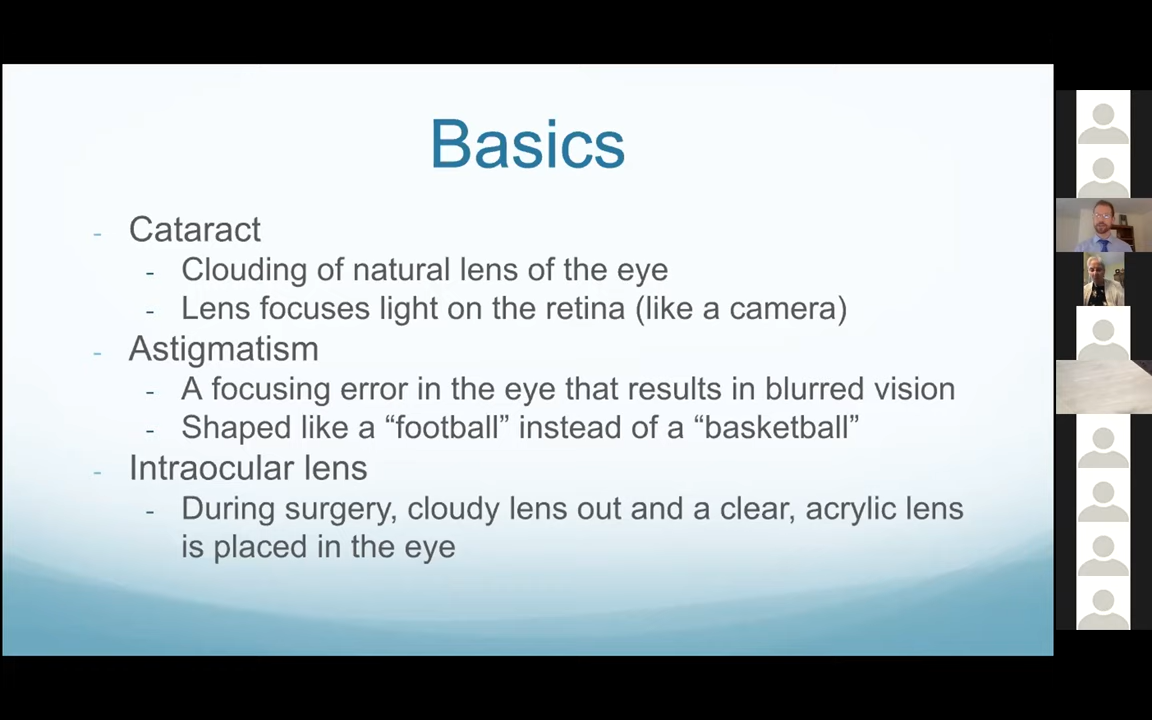 Basics
- Cataract
- Clouding of natural lens of the eye
- Lens focuses light on the retina (like a camera)
- Astigmatism
- A focusing error in the eye that results in blurred vision
- Shaped like a “football” instead of a “basketball”
- Intraocular lens
- During surgery, cloudy lens out and a clear, acrylic lens
is placed in the eye